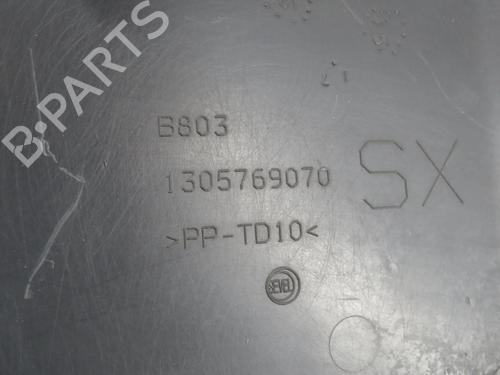 B-PARTS
B803
1305769070
SX
>PP-TD10<
SEVEL